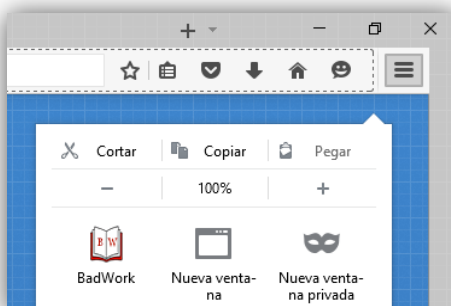 Cortar Copiar Pegar
− 100% +
B W
BadWork Nueva venta- Nueva venta-
na na privada